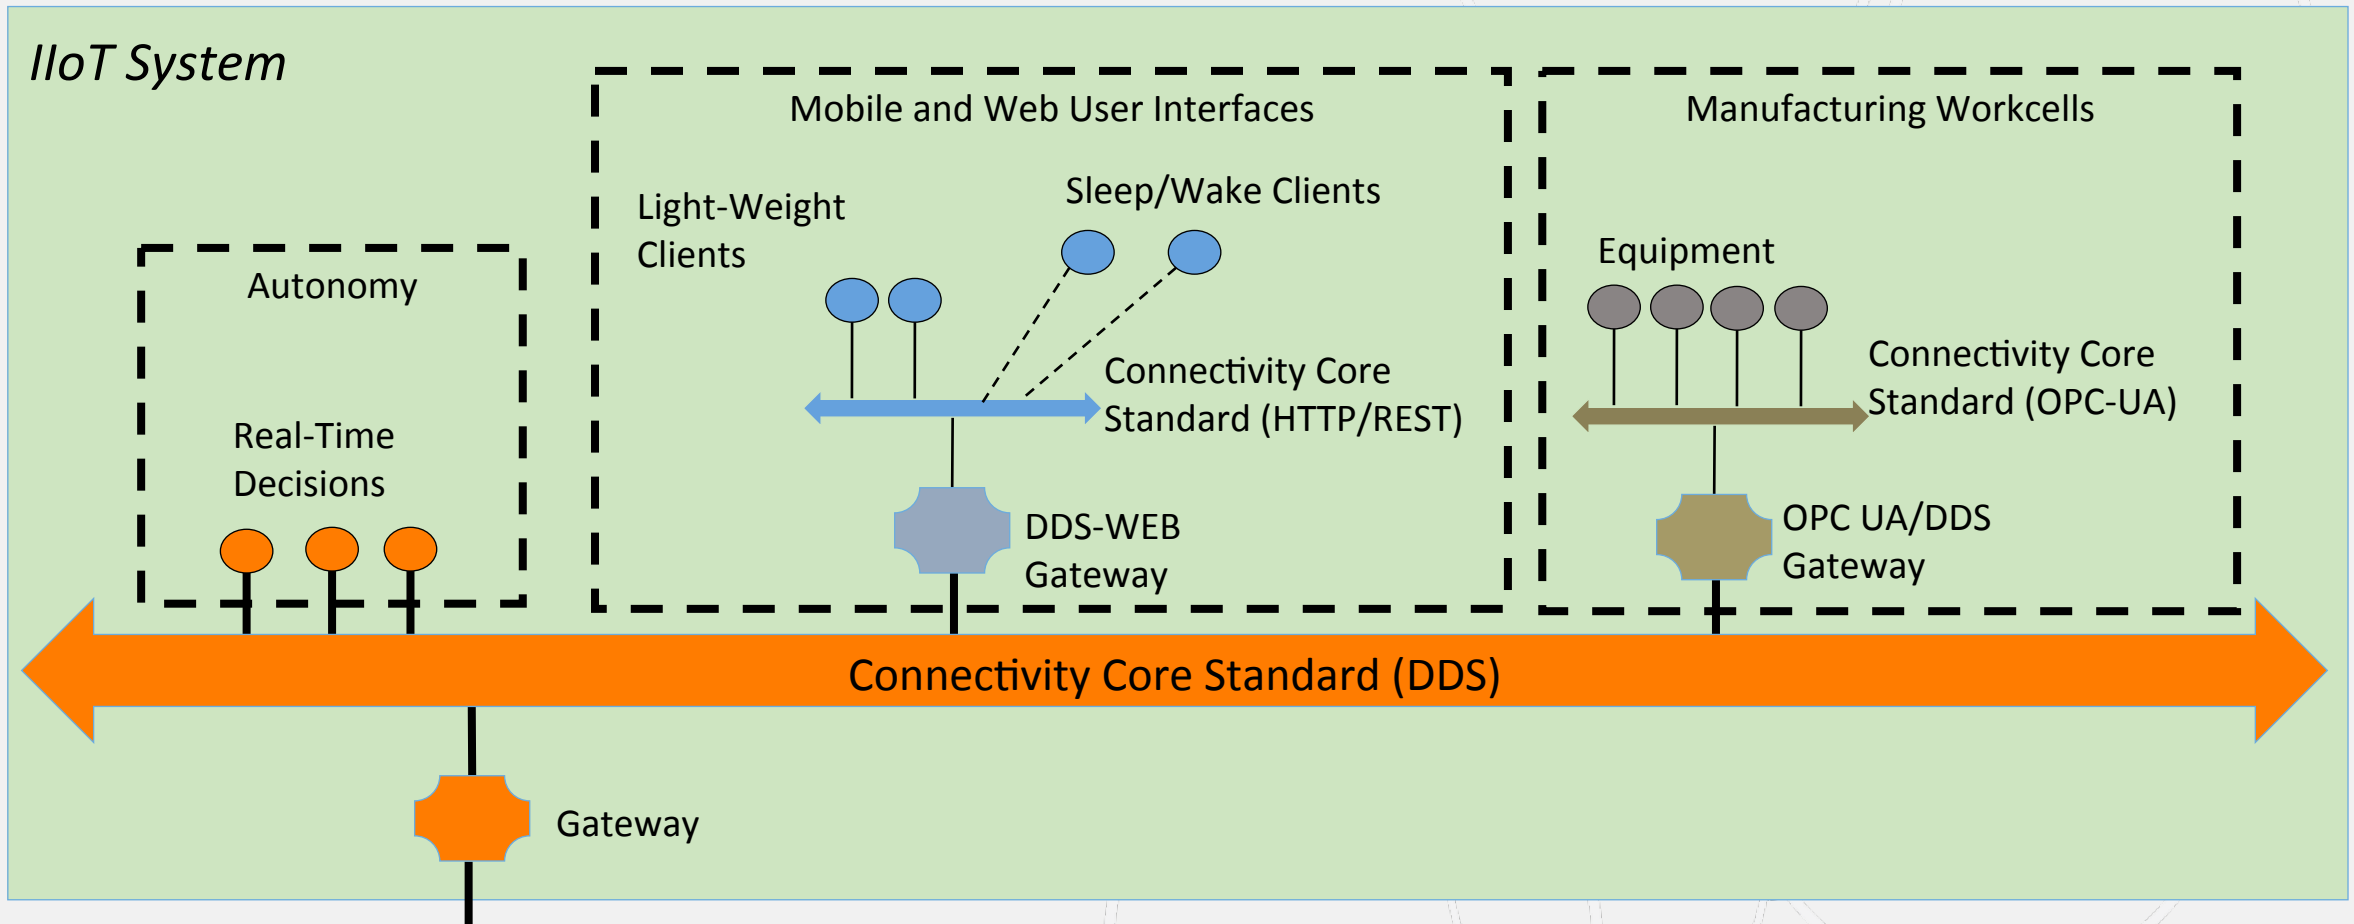 IIoT System
Mobile and Web User Interfaces
Manufacturing Workcells
Light-Weight
Clients
Sleep/Wake Clients
Equipment
Autonomy
Connectivity Core
Standard (HTTP/REST)
Connectivity Core
Standard (OPC-UA)
Real-Time
Decisions
DDS-WEB
Gateway
OPC UA/DDS
Gateway
Connectivity Core Standard (DDS)
Gateway